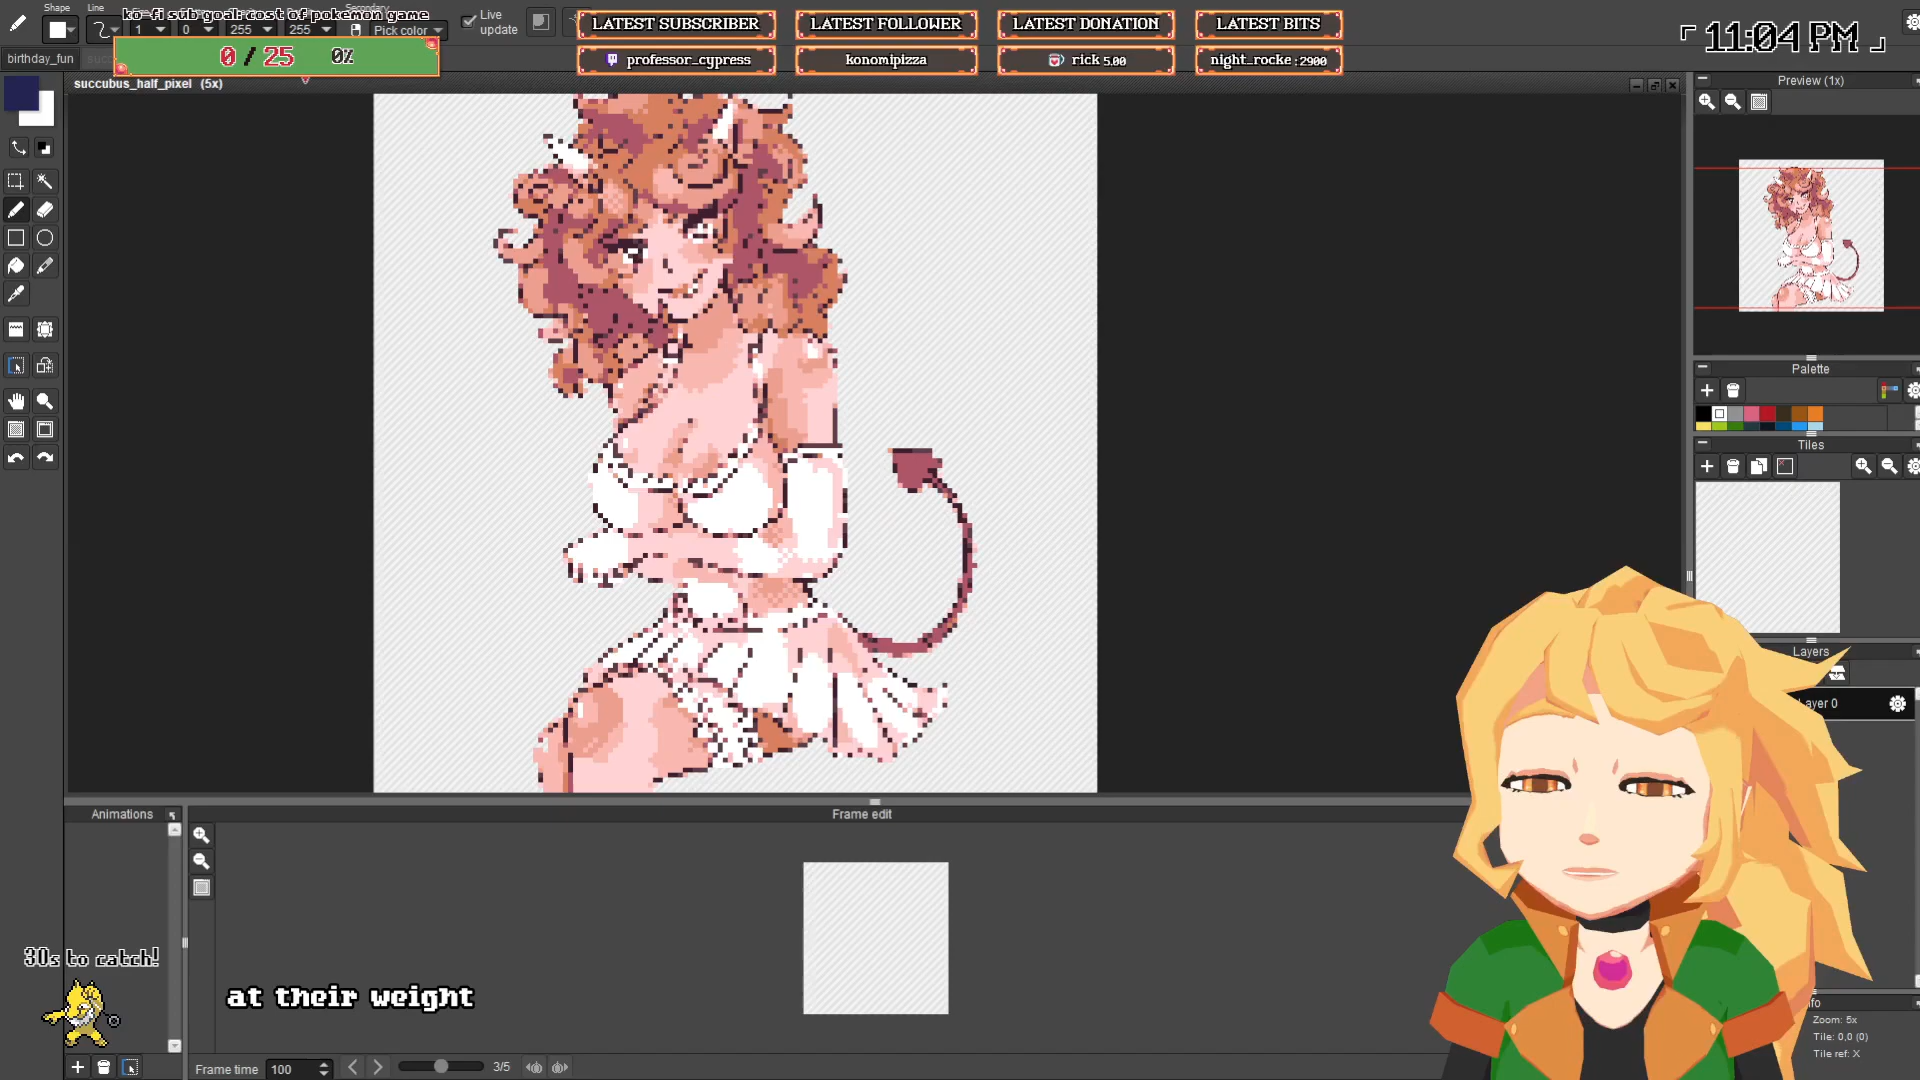 Shape
Line
Secondary
ko-fi sub goal: cost of pokemon game
1
0
255
255
Pick color
Live
update
0 / 25 0%
LATEST SUBSCRIBER
LATEST FOLLOWER
LATEST DONATION
LATEST BITS
professor_cypress
konomipizza
rick 5.00
night_rocke : 2900
11:04 PM
birthday_fun
succubus_half_pixel (5x)
Preview (1x)
Palette
Tiles
Layers
Layer 0
Animations
Frame edit
30s to catch!
at their weight
Frame time
100
3/5
Zoom: 5x
Tile: 0,0 (0)
Tile ref: X